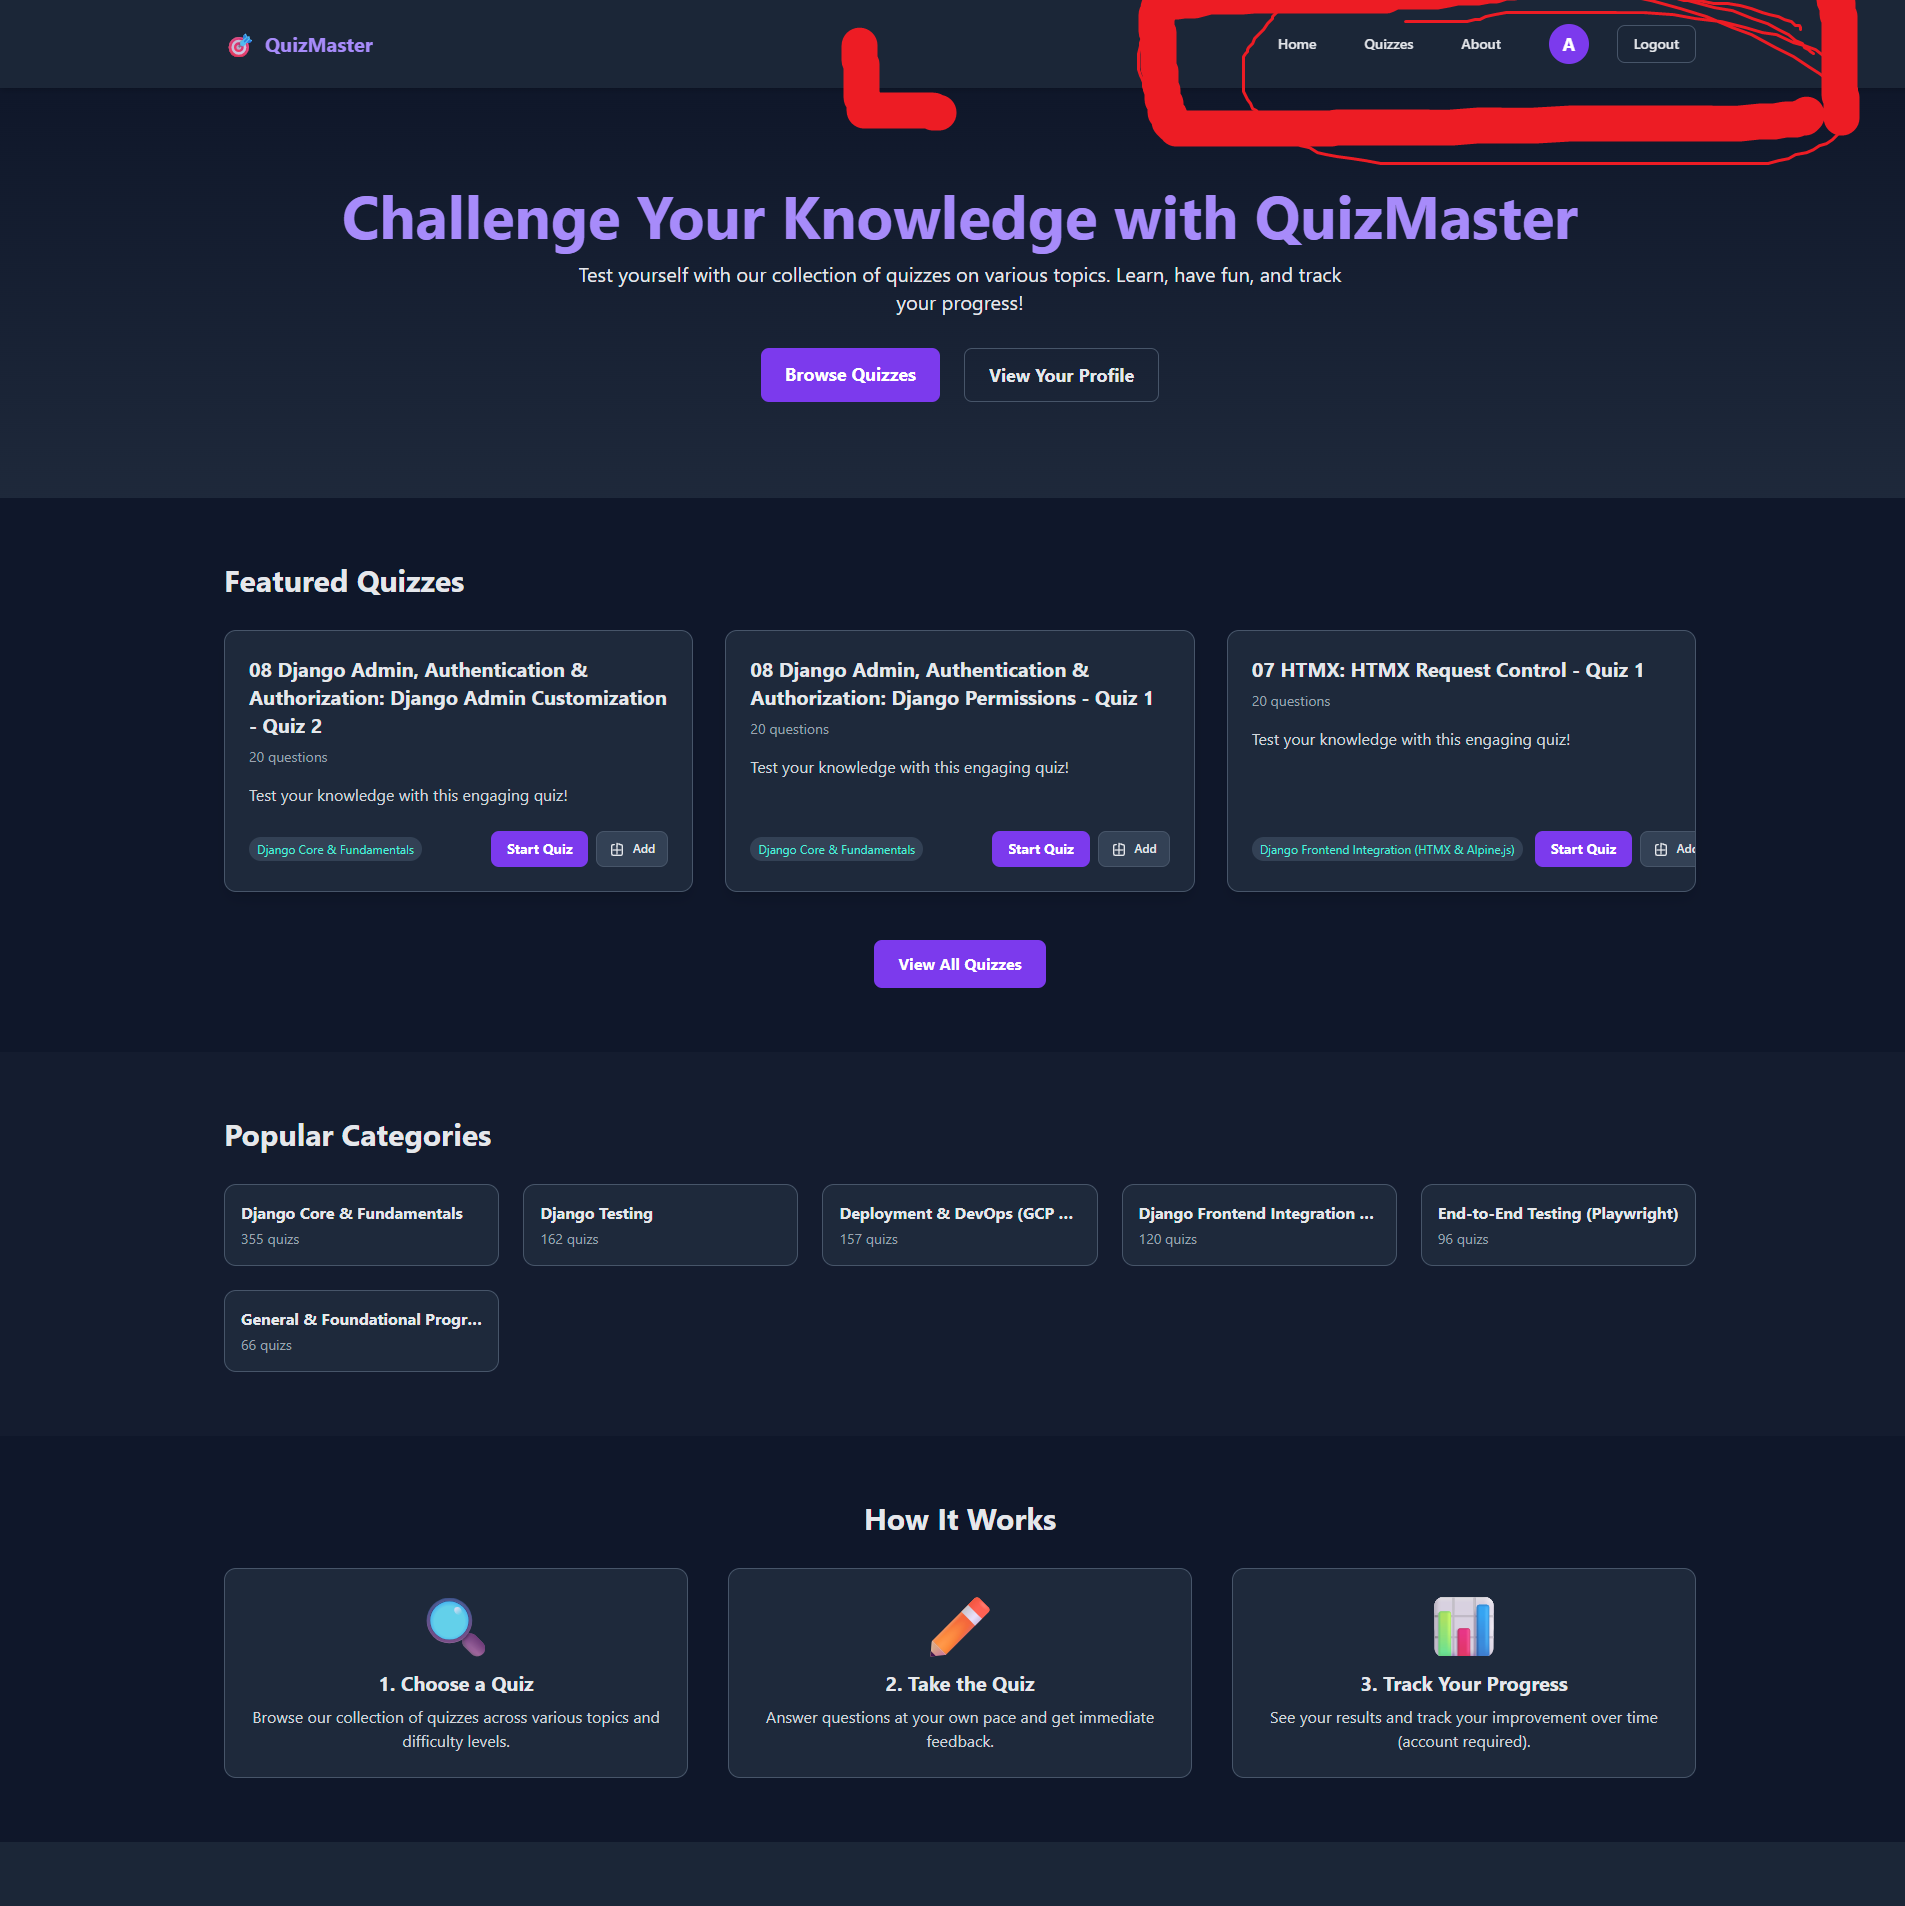 QuizMaster
Home Quizzes About A Logout
L
Challenge Your Knowledge with QuizMaster
Test yourself with our collection of quizzes on various topics. Learn, have fun, and track
your progress!
Browse Quizzes View Your Profile
Featured Quizzes
08 Django Admin, Authentication &
Authorization: Django Admin Customization
- Quiz 2
20 questions
Test your knowledge with this engaging quiz!
Django Core & Fundamentals Start Quiz Add
08 Django Admin, Authentication &
Authorization: Django Permissions - Quiz 1
20 questions
Test your knowledge with this engaging quiz!
Django Core & Fundamentals Start Quiz Add
07 HTMX: HTMX Request Control - Quiz 1
20 questions
Test your knowledge with this engaging quiz!
Django Frontend Integration (HTMX & Alpine.js) Start Quiz Add
View All Quizzes
Popular Categories
Django Core & Fundamentals
355 quizs
Django Testing
162 quizs
Deployment & DevOps (GCP ...
157 quizs
Django Frontend Integration ...
120 quizs
End-to-End Testing (Playwright)
96 quizs
General & Foundational Progr...
66 quizs
How It Works
1. Choose a Quiz
Browse our collection of quizzes across various topics and
difficulty levels.
2. Take the Quiz
Answer questions at your own pace and get immediate
feedback.
3. Track Your Progress
See your results and track your improvement over time
(account required).